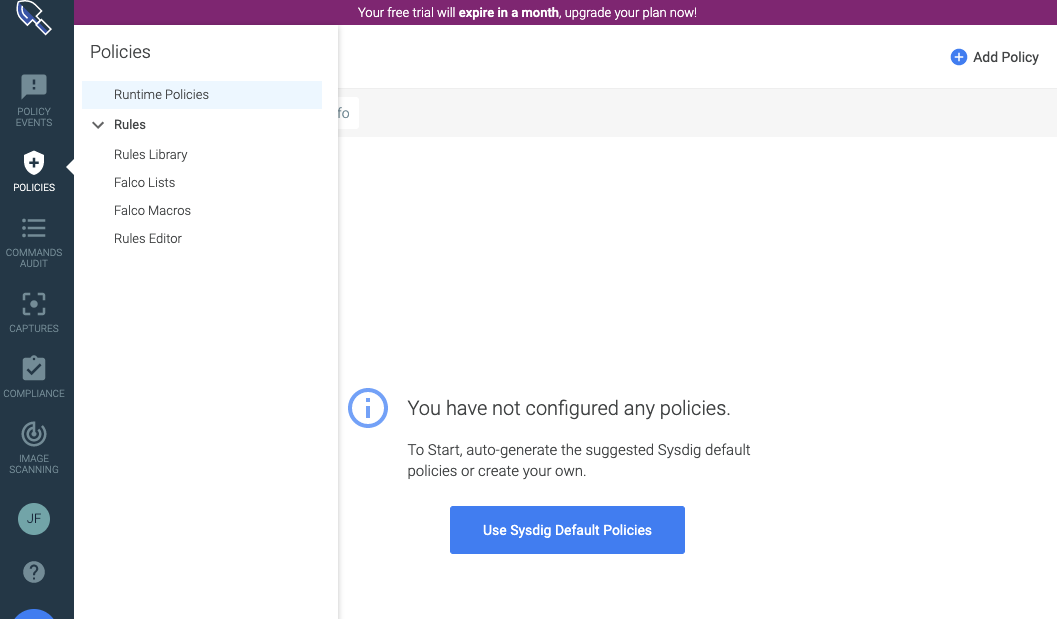 Your free trial will expire in a month, upgrade your plan now!
POLICY
EVENTS
POLICIES
COMMANDS
AUDIT
CAPTURES
COMPLIANCE
IMAGE
SCANNING
JF
?
Policies
Runtime Policies
Rules
Rules Library
Falco Lists
Falco Macros
Rules Editor
Add Policy
fo
You have not configured any policies.
To Start, auto-generate the suggested Sysdig default
policies or create your own.
Use Sysdig Default Policies